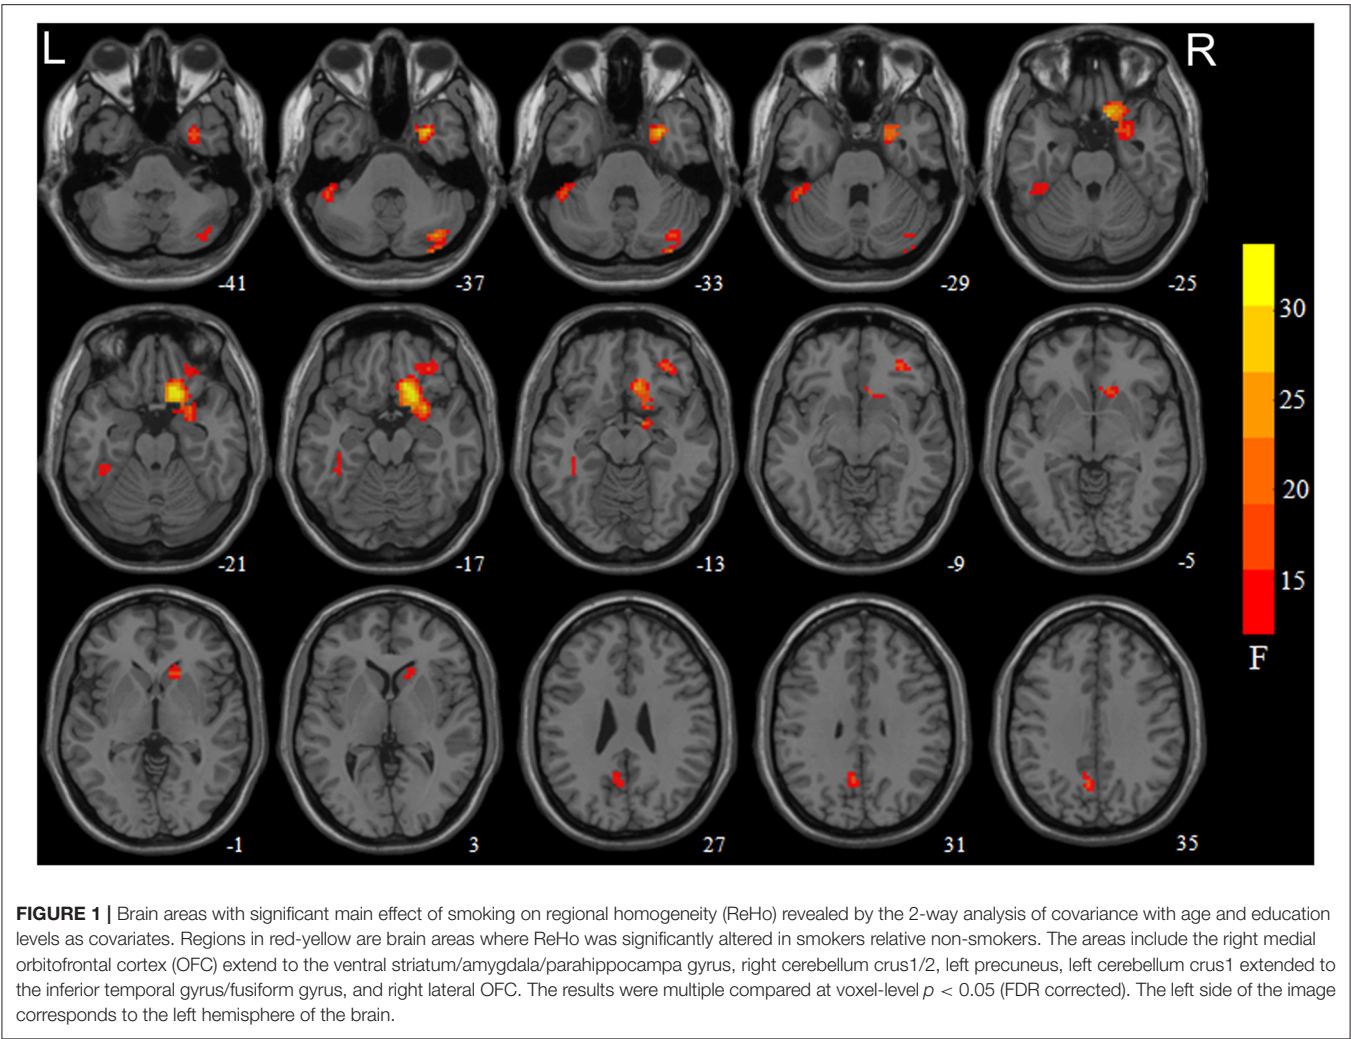 L
R
-41
-37
-33
-29
-25
-21
-17
-13
-9
-5
-1
3
27
31
35
30
25
20
15
F
FIGURE 1 | Brain areas with significant main effect of smoking on regional homogeneity (ReHo) revealed by the 2-way analysis of covariance with age and education
levels as covariates. Regions in red-yellow are brain areas where ReHo was significantly altered in smokers relative non-smokers. The areas include the right medial
orbitofrontal cortex (OFC) extend to the ventral striatum/amygdala/parahippocampa gyrus, right cerebellum crus1/2, left precuneus, left cerebellum crus1 extended to
the inferior temporal gyrus/fusiform gyrus, and right lateral OFC. The results were multiple compared at voxel-level p < 0.05 (FDR corrected). The left side of the image
corresponds to the left hemisphere of the brain.